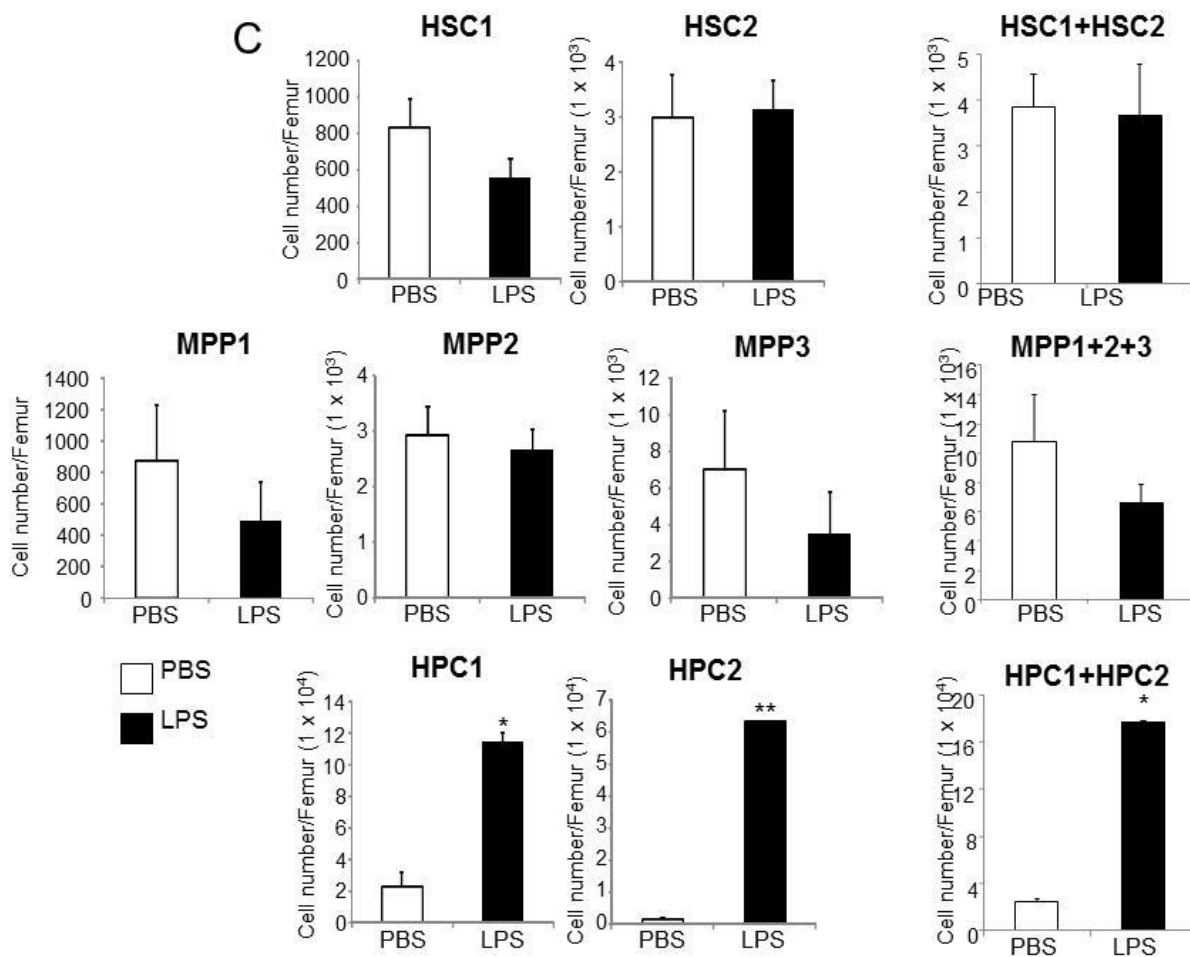 C
HSC1
Cell number/Femur
1200
1000
800
600
400
200
0
PBS LPS
HSC2
Cell number/Femur (1 x 10³)
4
3
2
1
0
PBS LPS
HSC1+HSC2
Cell number/Femur (1 x 10³)
5
4
3
2
1
0
PBS LPS
MPP1
Cell number/Femur
1400
1200
1000
800
600
400
200
0
PBS LPS
MPP2
Cell number/Femur (1 x 10³)
4
3
2
1
0
PBS LPS
MPP3
Cell number/Femur (1 x 10³)
12
10
8
6
4
2
0
PBS LPS
MPP1+2+3
Cell number/Femur (1 x 10³)
16
14
12
10
8
6
4
2
0
PBS LPS
PBS
LPS
HPC1
Cell number/Femur (1 x 10⁴)
14
12
10
8
6
4
2
0
*
PBS LPS
HPC2
Cell number/Femur (1 x 10⁴)
7
6
5
4
3
2
1
0
**
PBS LPS
HPC1+HPC2
Cell number/Femur (1 x 10⁴)
20
16
12
8
4
0
*
PBS LPS